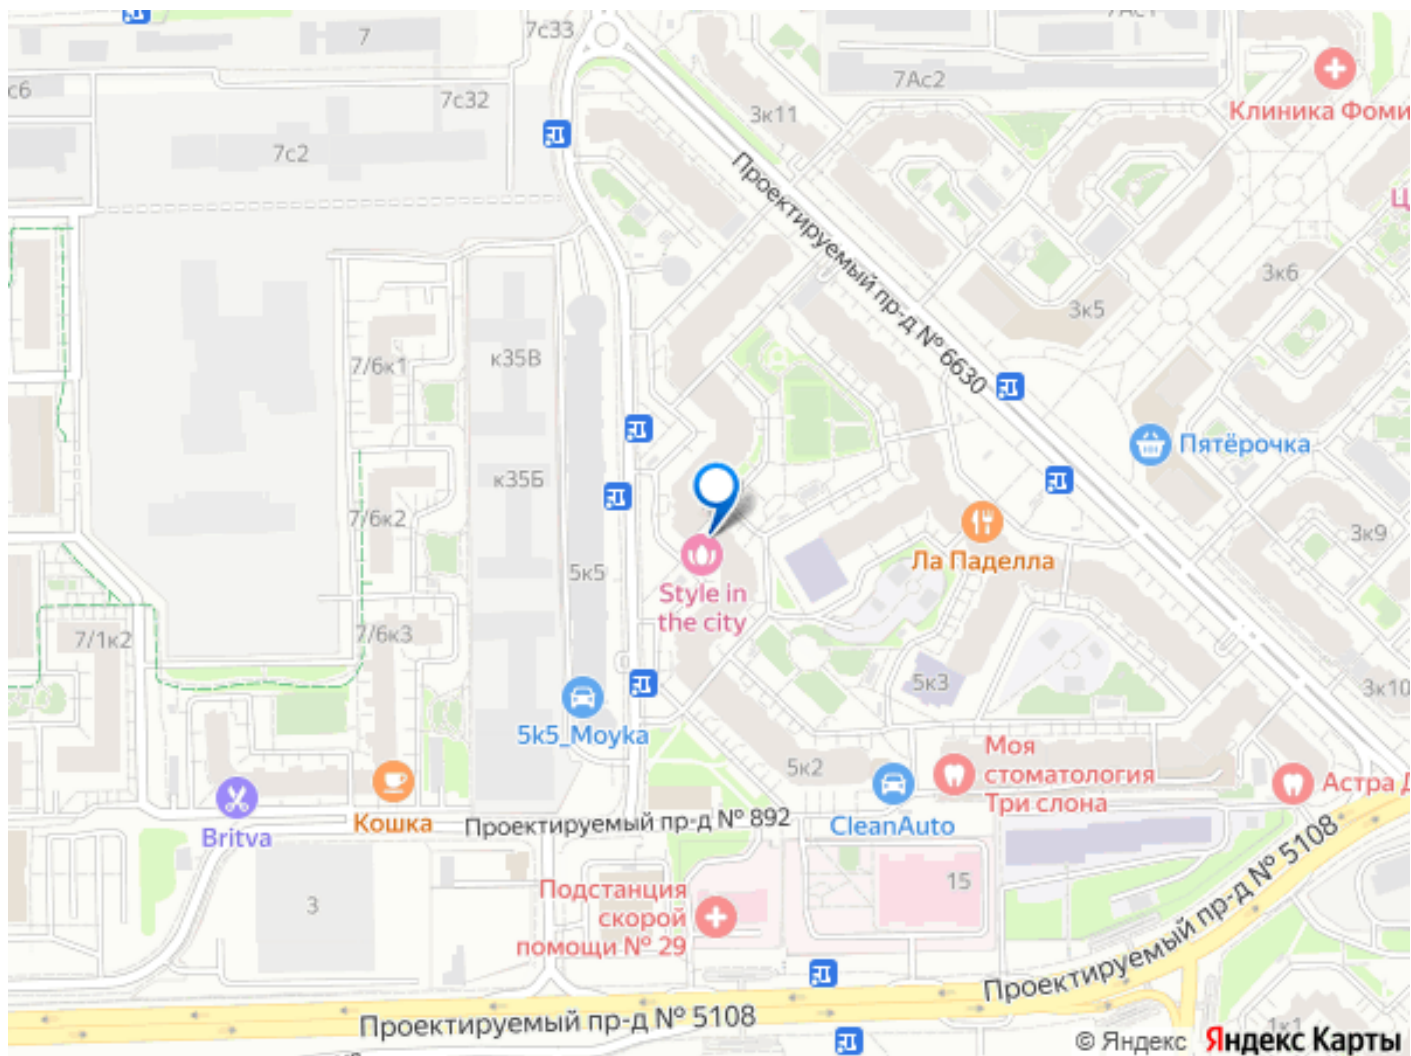 7с33
7
7Ас1
с6
7с32
7Ас2
3к11
Клиника Фоми
7с2
Проектируемый пр-д № 6630
Ц
3к6
3к5
7/6к1
к35В
Пятёрочка
к35Б
7/6к2
3к9
Ла Паделла
5к5
Style in
the city
7/1к2
7/6к3
5к3
3к10
5k5_Moyka
5к2
Моя
стоматология
Три слона
Астра Д
Britva
Кошка
Проектируемый пр-д № 892
CleanAuto
3
15
Подстанция
скорой
помощи № 29
Проектируемый пр-д № 5108
Проектируемый пр-д № 5108
1к1
© Яндекс Яндекс Карты